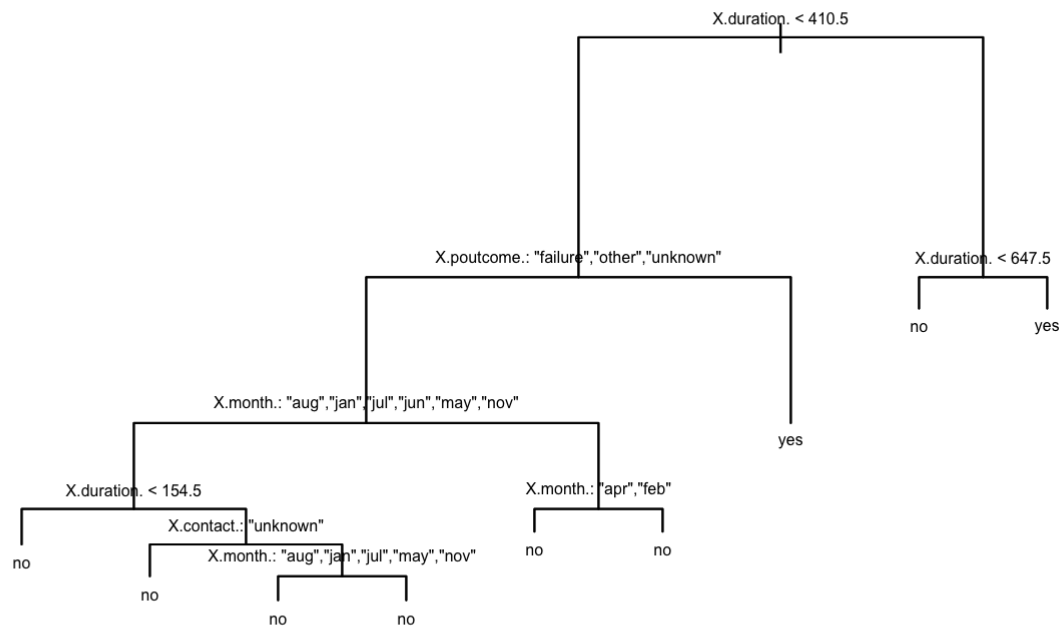 X.duration. < 410.5
X.poutcome.: "failure","other","unknown"
X.duration. < 647.5
no
yes
X.month.: "aug","jan","jul","jun","may","nov"
yes
X.duration. < 154.5
X.month.: "apr","feb"
X.contact.: "unknown"
no
no
no
X.month.: "aug","jan","jul","may","nov"
no
no
no